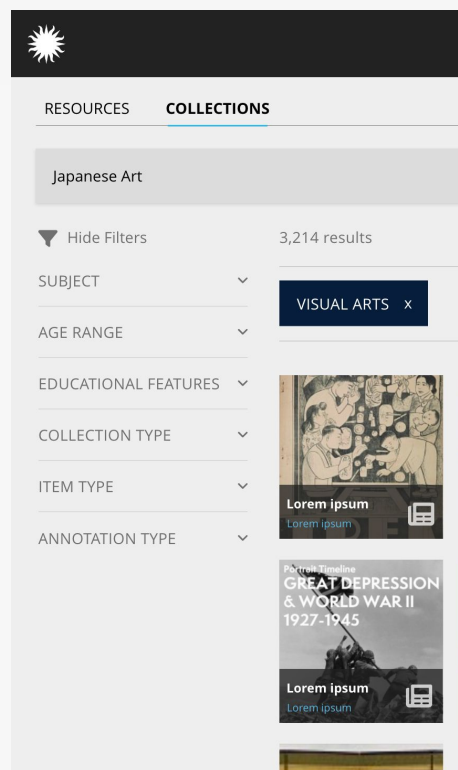 RESOURCES
COLLECTIONS
Japanese Art
Hide Filters
3,214 results
SUBJECT
VISUAL ARTS x
AGE RANGE
EDUCATIONAL FEATURES
COLLECTION TYPE
ITEM TYPE
ANNOTATION TYPE
Lorem ipsum
Lorem ipsum
Portrait Timeline
GREAT DEPRESSION
& WORLD WAR II
1927-1945
Lorem ipsum
Lorem ipsum